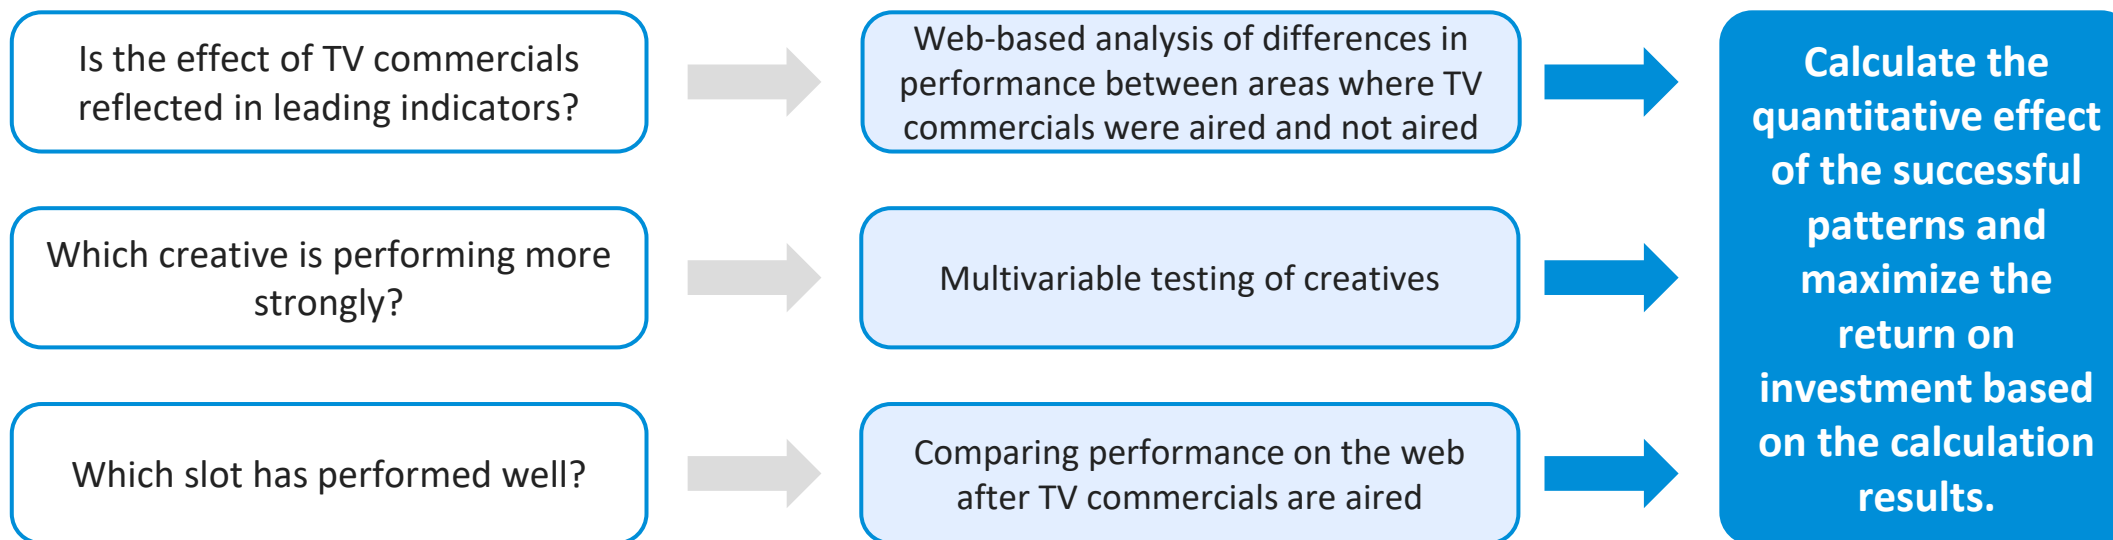 Is the effect of TV commercials
reflected in leading indicators?
Web-based analysis of differences in
performance between areas where TV
commercials were aired and not aired
Which creative is performing more
strongly?
Multivariable testing of creatives
Which slot has performed well?
Comparing performance on the web
after TV commercials are aired
Calculate the
quantitative effect
of the successful
patterns and
maximize the
return on
investment based
on the calculation
results.